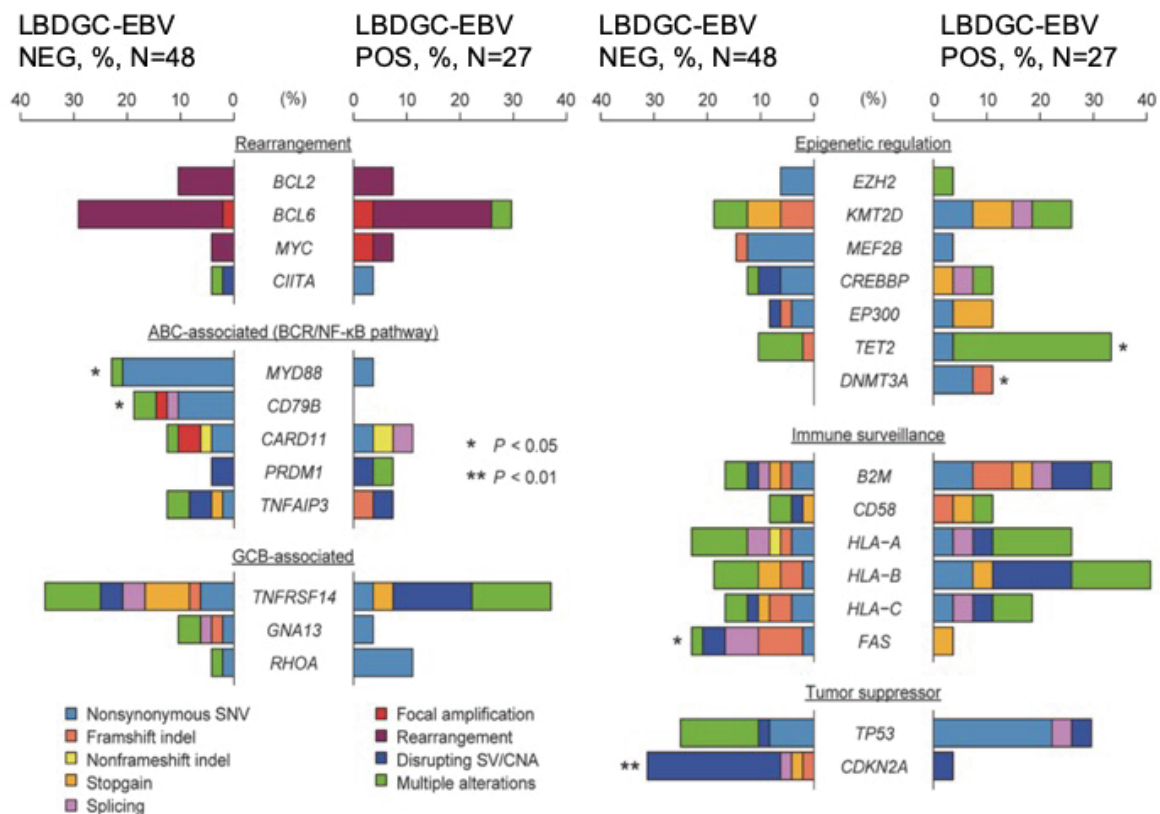 LBDGC-EBV
NEG, %, N=48
LBDGC-EBV
POS, %, N=27
40 30 20 10 0 (%) 0 10 20 30 40
Rearrangement
BCL2
BCL6
MYC
CIITA
ABC-associated (BCR/NF-κB pathway)
* MYD88
* CD79B
CARD11
PRDM1
TNFAIP3
* P < 0.05
** P < 0.01
GCB-associated
TNFRSF14
GNA13
RHOA
Nonsynonymous SNV
Framshift indel
Nonframeshift indel
Stopgain
Splicing
Focal amplification
Rearrangement
Disrupting SV/CNA
Multiple alterations
LBDGC-EBV
NEG, %, N=48
LBDGC-EBV
POS, %, N=27
40 30 20 10 0 (%) 0 10 20 30 40
Epigenetic regulation
EZH2
KMT2D
MEF2B
CREBBP
EP300
TET2 *
DNMT3A *
Immune surveillance
B2M
CD58
HLA−A
HLA−B
HLA−C
* FAS
Tumor suppressor
TP53
** CDKN2A